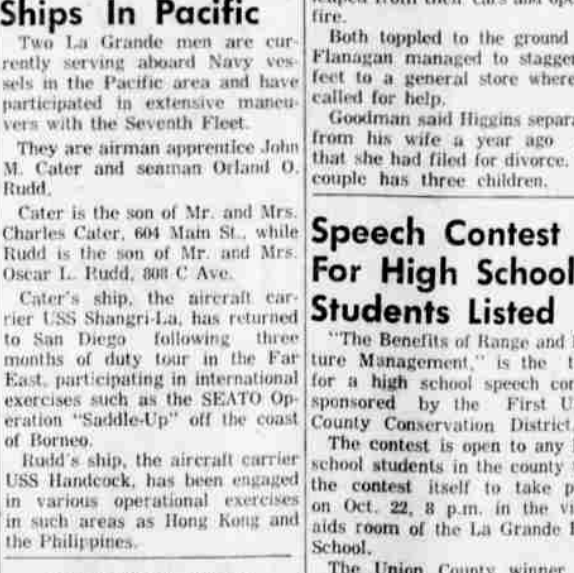 Ships In Pacific
Two La Grande men are cur-
rently serving aboard Navy ves-
sels in the Pacific area and have
participated in extensive maneu-
vers with the Seventh Fleet.
They are airman apprentice John
M. Cater and seaman Orland O.
Rudd.
Cater is the son of Mr. and Mrs.
Charles Cater, 604 Main St., while
Rudd is the son of Mr. and Mrs.
Oscar L. Rudd, 808 C Ave.
Cater's ship, the aircraft car-
rier USS Shangri-La, has returned
to San Diego following three
months of duty tour in the Far
East, participating in international
exercises such as the SEATO Op-
eration "Saddle-Up" off the coast
of Borneo.
Rudd's ship, the aircraft carrier
USS Handcock, has been engaged
in various operational exercises
in such areas as Hong Kong and
the Philippines.
fire.
Both toppled to the ground
Flanagan managed to stagger
feet to a general store where
called for help.
Goodman said Higgins separa
from his wife a year ago
that she had filed for divorce.
couple has three children.
Speech Contest
For High School
Students Listed
"The Benefits of Range and
ture Management," is the t
for a high school speech con
sponsored by the First U
County Conservation District.
The contest is open to any
school students in the county
the contest itself to take p
on Oct. 22, 8 p.m. in the vi
aids room of the La Grande
School.
The Union County winner